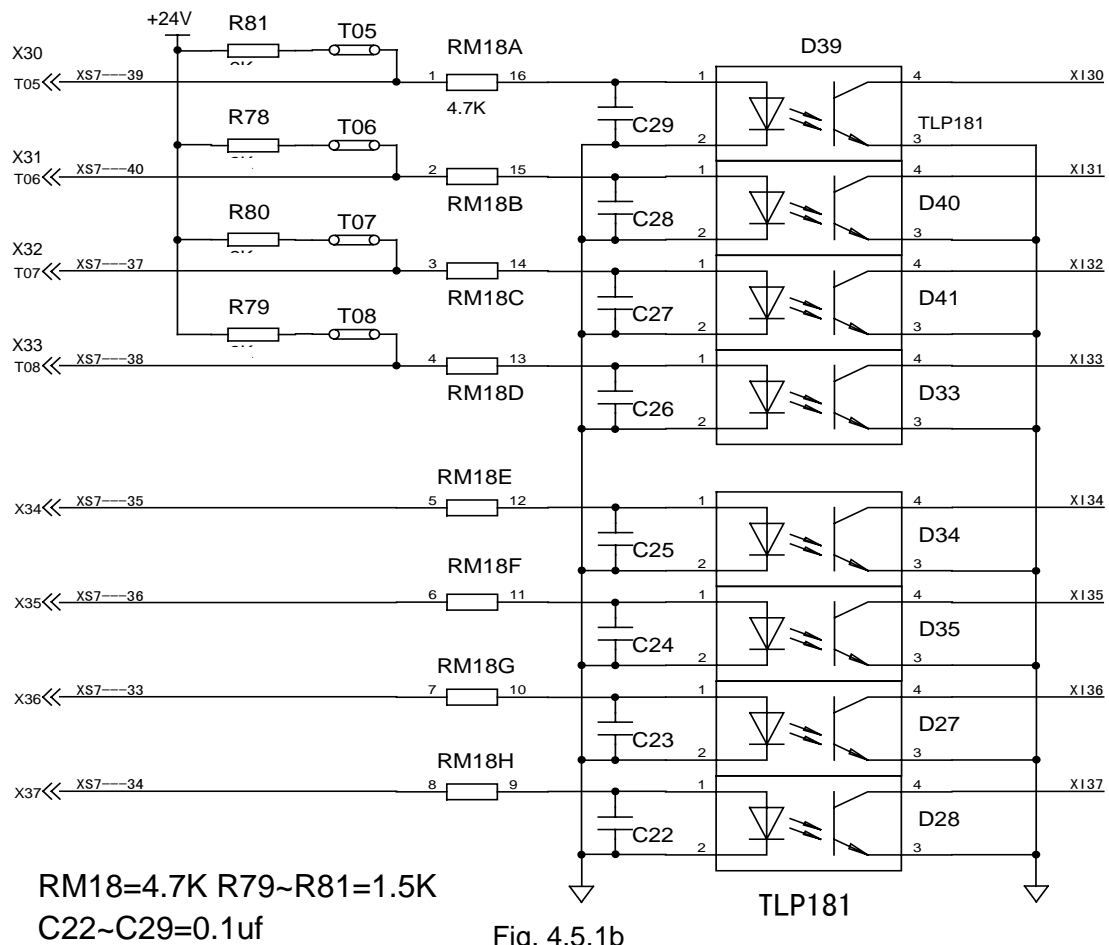 +24V
R81
T05
RM18A
D39
X30
T05
XS7---39
1
16
4.7K
C29
1
2
4
TLP181
3
XI30
R78
T06
X31
T06
XS7---40
2
15
RM18B
C28
1
2
4
D40
3
XI31
R80
T07
X32
T07
XS7---37
3
14
RM18C
C27
1
2
4
D41
3
XI32
R79
T08
X33
T08
XS7---38
4
13
RM18D
C26
1
2
4
D33
3
XI33
RM18E
X34
XS7---35
5
12
C25
1
2
4
D34
3
XI34
RM18F
X35
XS7---36
6
11
C24
1
2
4
D35
3
XI35
RM18G
X36
XS7---33
7
10
C23
1
2
4
D27
3
XI36
RM18H
X37
XS7---34
8
9
C22
1
2
4
D28
3
XI37
RM18=4.7K R79~R81=1.5K
C22~C29=0.1uf
TLP181
Fig. 4.5.1b